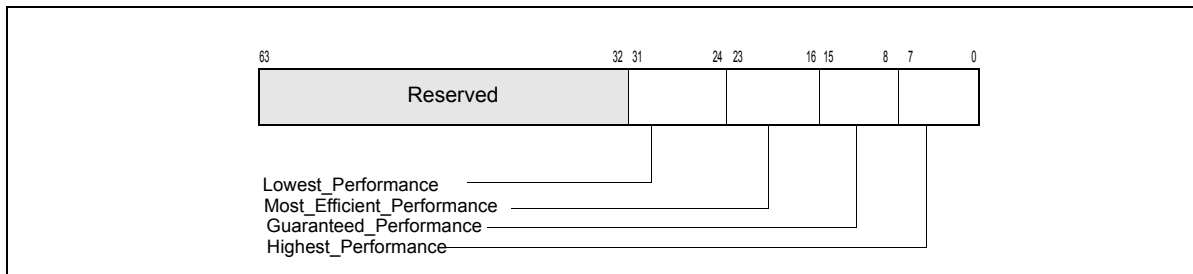 63 32 31 24 23 16 15 8 7 0
Reserved
Lowest_Performance
Most_Efficient_Performance
Guaranteed_Performance
Highest_Performance